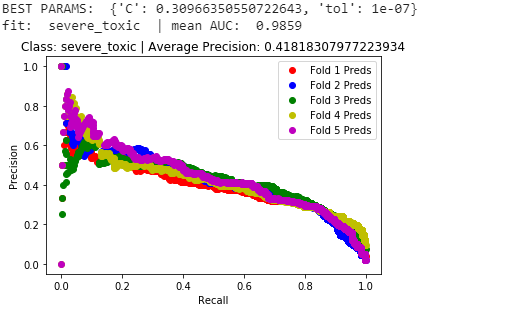 BEST PARAMS:  {'C': 0.30966350550722643, 'tol': 1e-07}
fit:  severe_toxic  | mean AUC:  0.9859
Class: severe_toxic | Average Precision: 0.41818307977223934
Fold 1 Preds
Fold 2 Preds
Fold 3 Preds
Fold 4 Preds
Fold 5 Preds
1.0
0.8
0.6
0.4
0.2
0.0
Precision
0.0 0.2 0.4 0.6 0.8 1.0
Recall